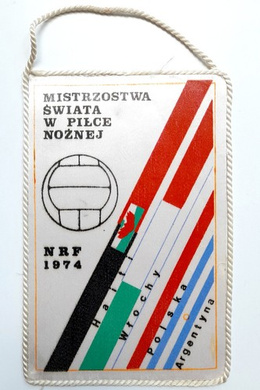 MISTRZOSTWA
ŚWIATA
W PIŁCE
NOŻNEJ
NRF
1974
Haiti
Włochy
Polska
Argentyna